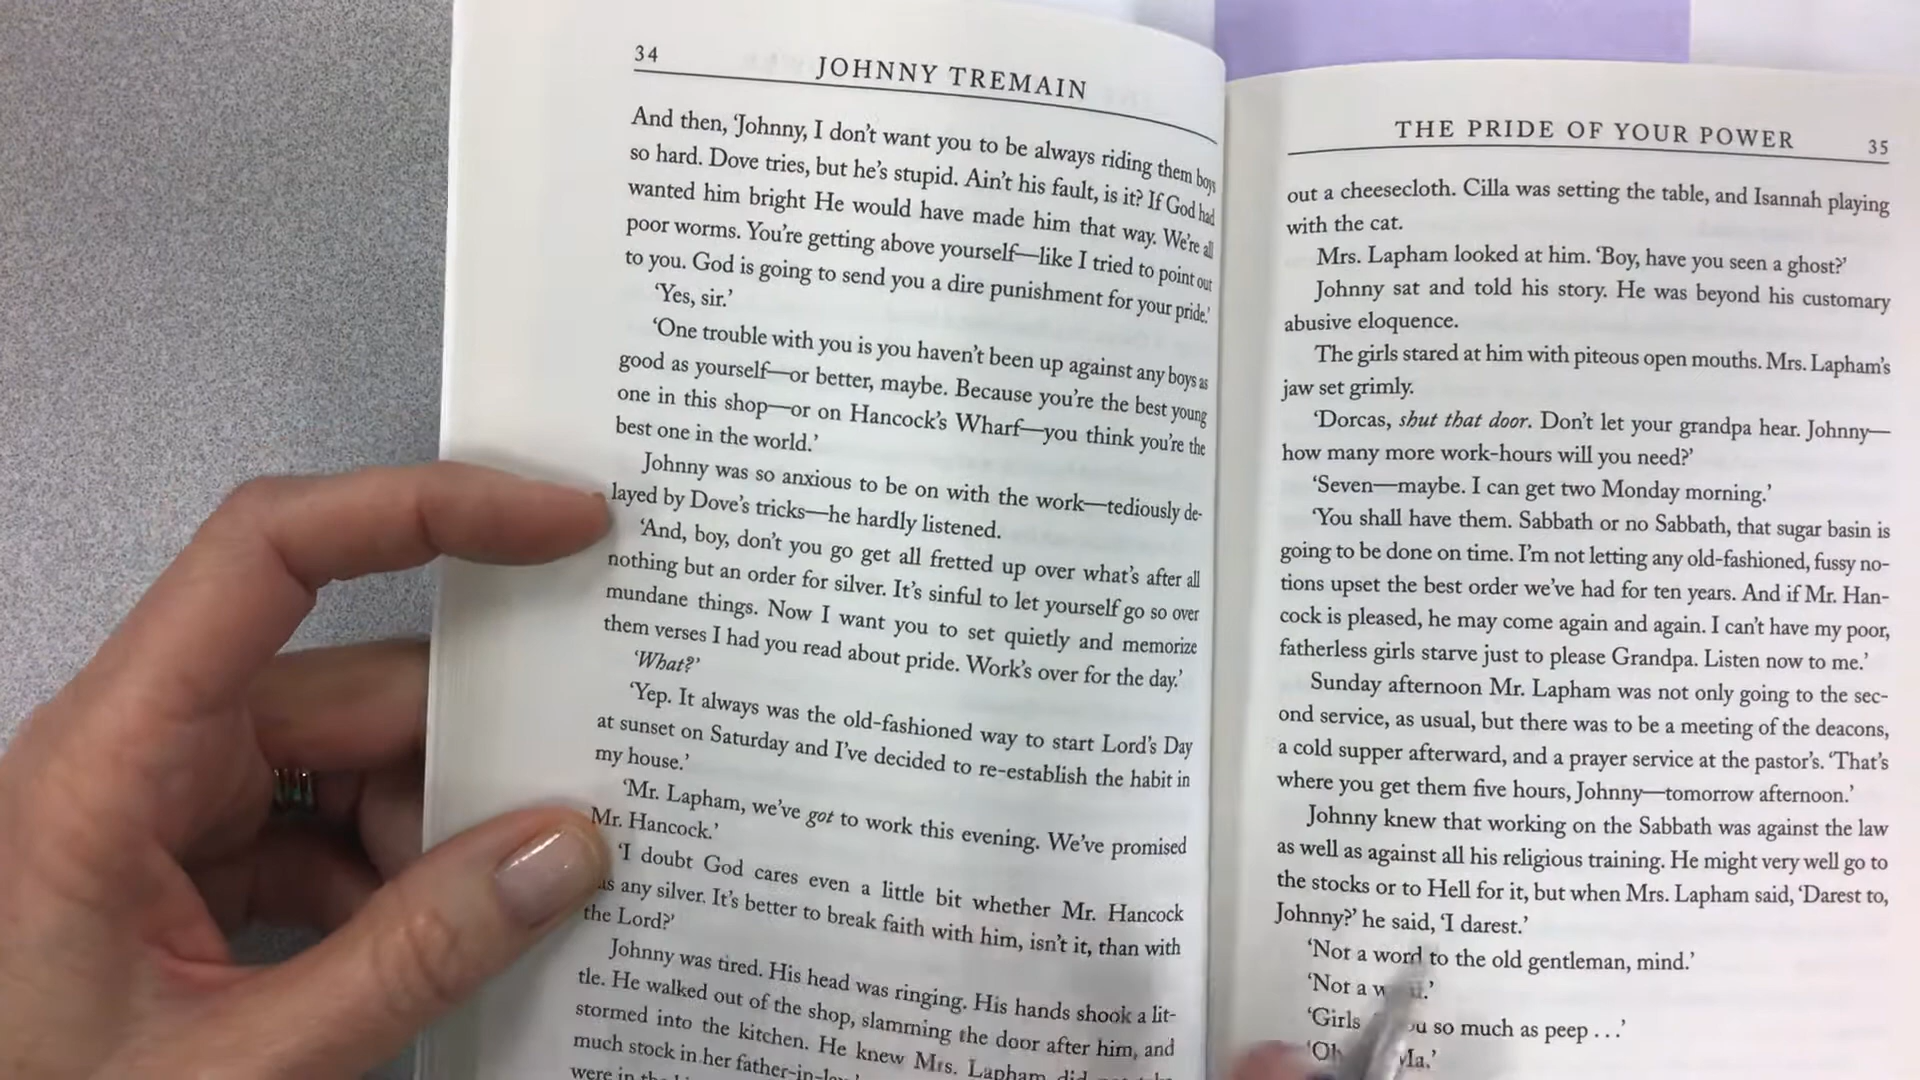 34
JOHNNY TREMAIN
And then, ‘Johnny, I don’t want you to be always riding them boys
so hard. Dove tries, but he’s stupid. Ain’t his fault, is it? If God had
wanted him bright He would have made him that way. We’re all
poor worms. You’re getting above yourself—like I tried to point out
to you. God is going to send you a dire punishment for your pride.’
‘Yes, sir.’
‘One trouble with you is you haven’t been up against any boys as
good as yourself—or better, maybe. Because you’re the best young
one in this shop—or on Hancock’s Wharf—you think you’re the
best one in the world.’
Johnny was so anxious to be on with the work—tediously de-
layed by Dove’s tricks—he hardly listened.
‘And, boy, don’t you go get all fretted up over what’s after all
nothing but an order for silver. It’s sinful to let yourself go so over
mundane things. Now I want you to set quietly and memorize
them verses I had you read about pride. Work’s over for the day.’
‘What?’
‘Yep. It always was the old-fashioned way to start Lord’s Day
at sunset on Saturday and I’ve decided to re-establish the habit in
my house.’
‘Mr. Lapham, we’ve got to work this evening. We’ve promised
Mr. Hancock.’
‘I doubt God cares even a little bit whether Mr. Hancock
any silver. It’s better to break faith with him, isn’t it, than with
the Lord?’
Johnny was tired. His head was ringing. His hands shook a lit-
tle. He walked out of the shop, slamming the door after him, and
stormed into the kitchen. He knew Mrs. Lapham did
much stock in her father-in-
were in the
THE PRIDE OF YOUR POWER
35
out a cheesecloth. Cilla was setting the table, and Isannah playing
with the cat.
Mrs. Lapham looked at him. ‘Boy, have you seen a ghost?’
Johnny sat and told his story. He was beyond his customary
abusive eloquence.
The girls stared at him with piteous open mouths. Mrs. Lapham’s
jaw set grimly.
‘Dorcas, shut that door. Don’t let your grandpa hear. Johnny—
how many more work-hours will you need?’
‘Seven—maybe. I can get two Monday morning.’
‘You shall have them. Sabbath or no Sabbath, that sugar basin is
going to be done on time. I’m not letting any old-fashioned, fussy no-
tions upset the best order we’ve had for ten years. And if Mr. Han-
cock is pleased, he may come again and again. I can’t have my poor,
fatherless girls starve just to please Grandpa. Listen now to me.’
Sunday afternoon Mr. Lapham was not only going to the sec-
ond service, as usual, but there was to be a meeting of the deacons,
a cold supper afterward, and a prayer service at the pastor’s. ‘That’s
where you get them five hours, Johnny—tomorrow afternoon.’
Johnny knew that working on the Sabbath was against the law
as well as against all his religious training. He might very well go to
the stocks or to Hell for it, but when Mrs. Lapham said, ‘Darest to,
Johnny?’ he said, ‘I darest.’
‘Not a word to the old gentleman, mind.’
‘Not a
‘Girls so much as peep . . .’
Ma.’